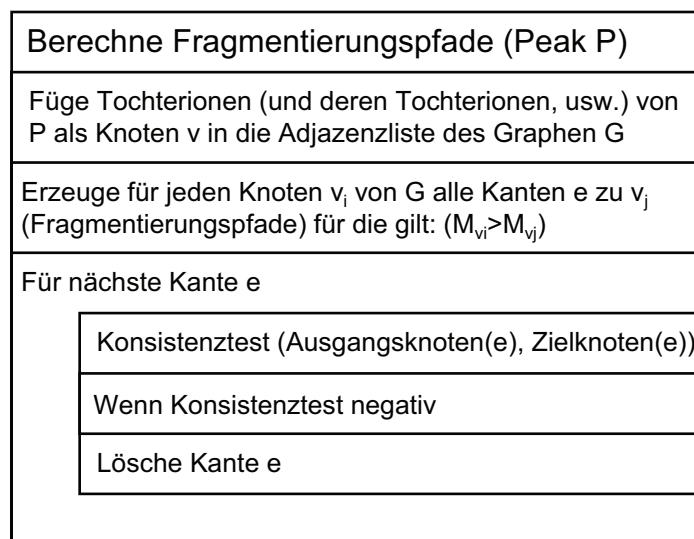 Berechne Fragmentierungspfade (Peak P)
Füge Tochterionen (und deren Tochterionen, usw.) von
P als Knoten v in die Adjazenzliste des Graphen G
Erzeuge für jeden Knoten vi von G alle Kanten e zu vj
(Fragmentierungspfade) für die gilt: (Mvi>Mvj)
Für nächste Kante e
Konsistenztest (Ausgangsknoten(e), Zielknoten(e))
Wenn Konsistenztest negativ
Lösche Kante e